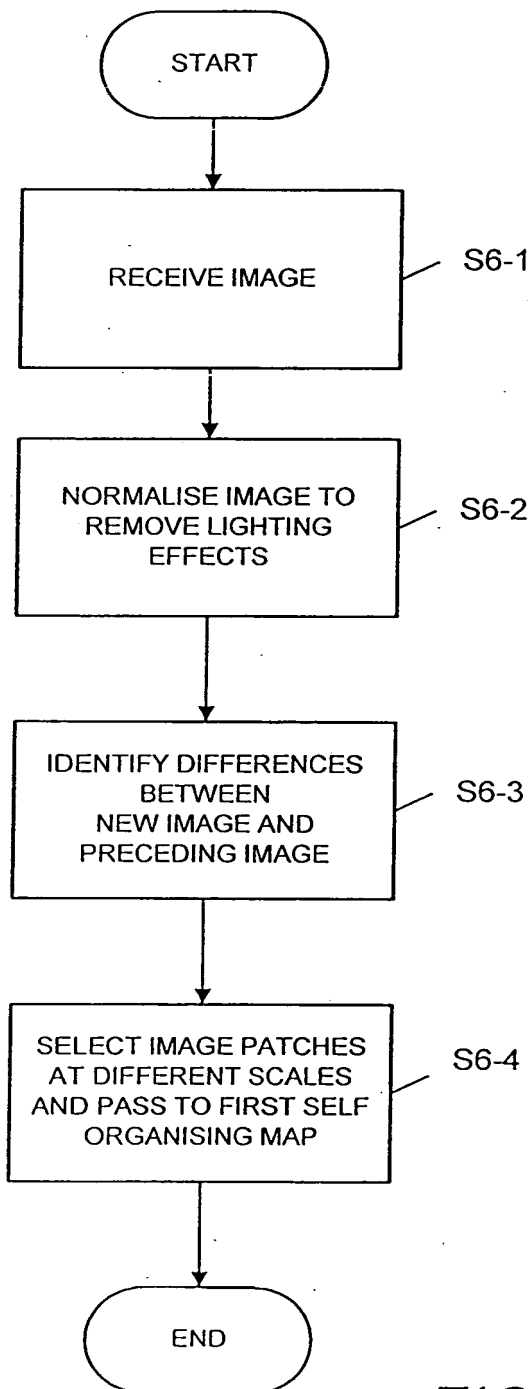 START
RECEIVE IMAGE
S6-1
NORMALISE IMAGE TO
REMOVE LIGHTING
EFFECTS
S6-2
IDENTIFY DIFFERENCES
BETWEEN
NEW IMAGE AND
PRECEDING IMAGE
S6-3
SELECT IMAGE PATCHES
AT DIFFERENT SCALES
AND PASS TO FIRST SELF
ORGANISING MAP
S6-4
END